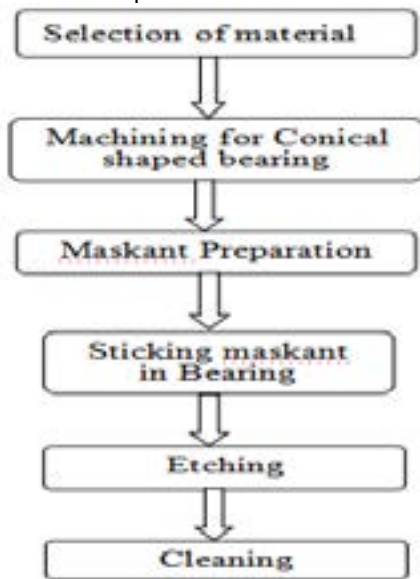 Selection of material
Machining for Conical
shaped bearing
Maskant Preparation
Sticking maskant
in Bearing
Etching
Cleaning